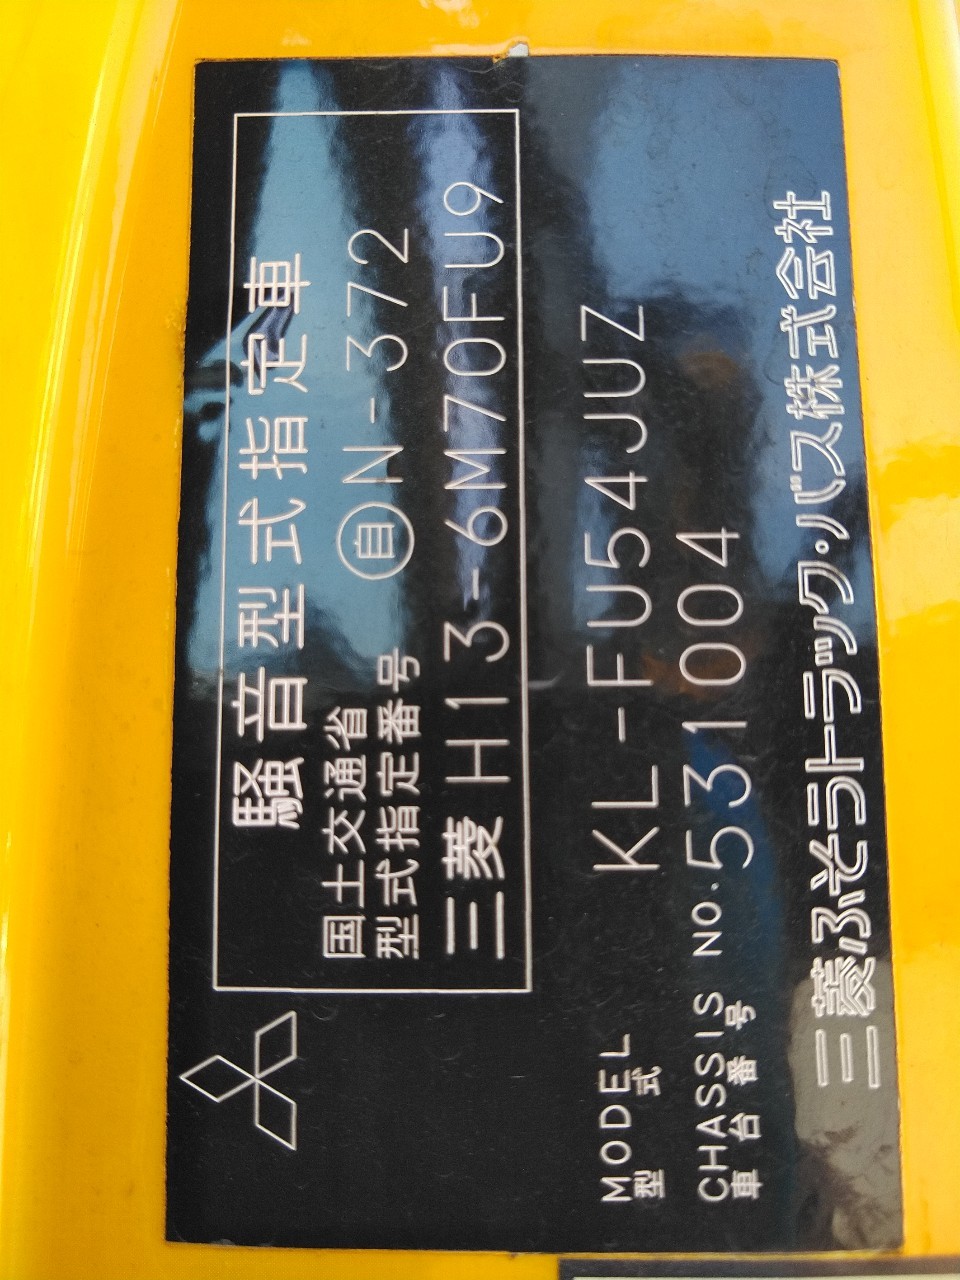 騒音型式指定車
国土交通省
型式指定番号 自N-372
三菱 H13-6M70FU9
MODEL
型式 KL-FU54JUZ
CHASSIS NO. 531004
車台番号
三菱ふそうトラック・バス株式会社